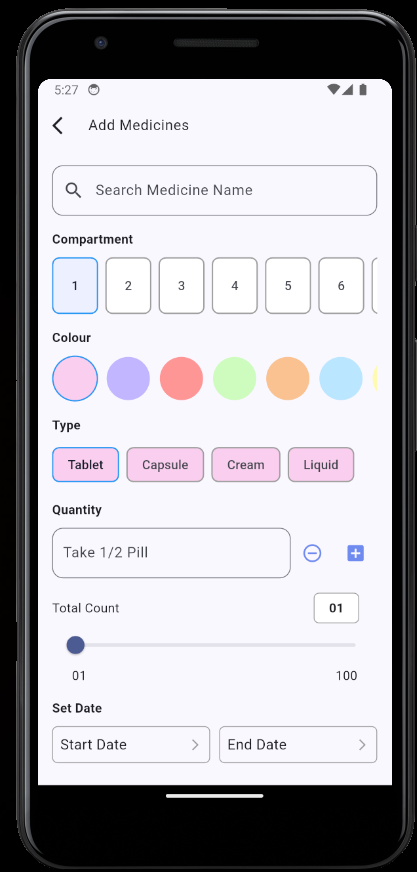 5:27
Add Medicines
Search Medicine Name
Compartment
1 2 3 4 5 6
Colour
Type
Tablet Capsule Cream Liquid
Quantity
Take 1/2 Pill
Total Count 01
01 100
Set Date
Start Date End Date